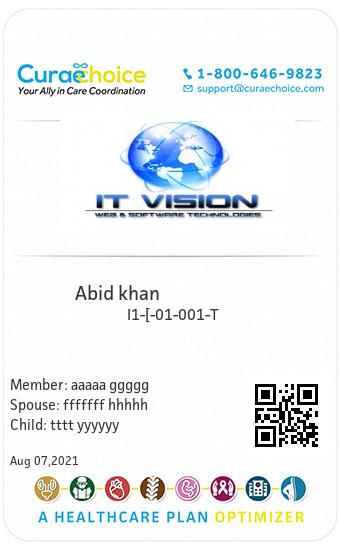 Curaechoice
Your Ally in Care Coordination
1-800-646-9823
support@curaechoice.com
IT VISION
WEB & SOFTWARE TECHNOLOGIES
Abid khan
I1-[-01-001-T
Member: aaaaa ggggg
Spouse: fffffff hhhhh
Child: tttt yyyyyy
Aug 07,2021
A HEALTHCARE PLAN OPTIMIZER